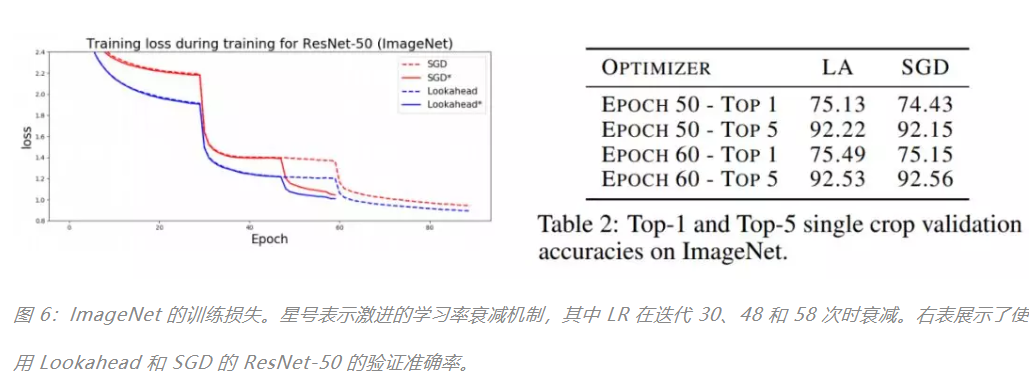 Training loss during training for ResNet-50 (ImageNet)
2.4
2.2
2.0
1.8
1.6
1.4
1.2
1.0
0.8
loss
SGD
SGD*
Lookahead
Lookahead*
0
20
40
60
80
Epoch
OPTIMIZER LA SGD
EPOCH 50 - TOP 1 75.13 74.43
EPOCH 50 - TOP 5 92.22 92.15
EPOCH 60 - TOP 1 75.49 75.15
EPOCH 60 - TOP 5 92.53 92.56
Table 2: Top-1 and Top-5 single crop validation
accuracies on ImageNet.
图 6：ImageNet 的训练损失。星号表示激进的学习率衰减机制，其中 LR 在迭代 30、48 和 58 次时衰减。右表展示了使
用 Lookahead 和 SGD 的 ResNet-50 的验证准确率。